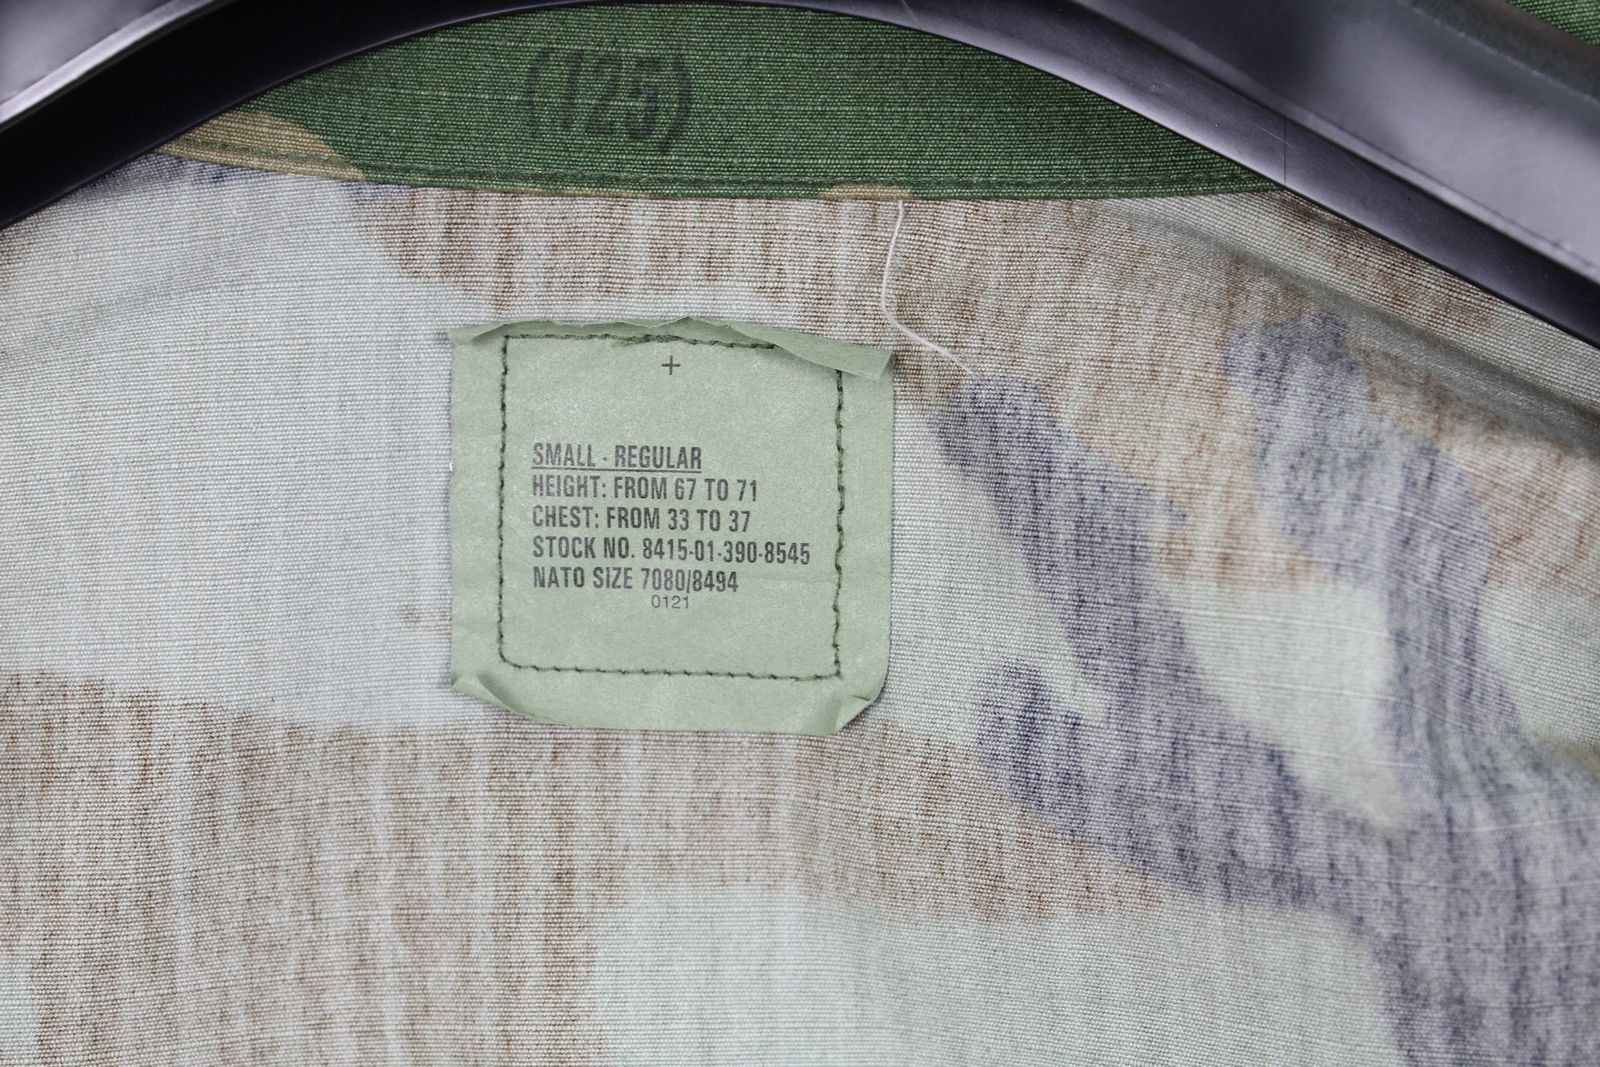 (125)
+
SMALL - REGULAR
HEIGHT: FROM 67 TO 71
CHEST: FROM 33 TO 37
STOCK NO. 8415-01-390-8545
NATO SIZE 7080/8494
0121